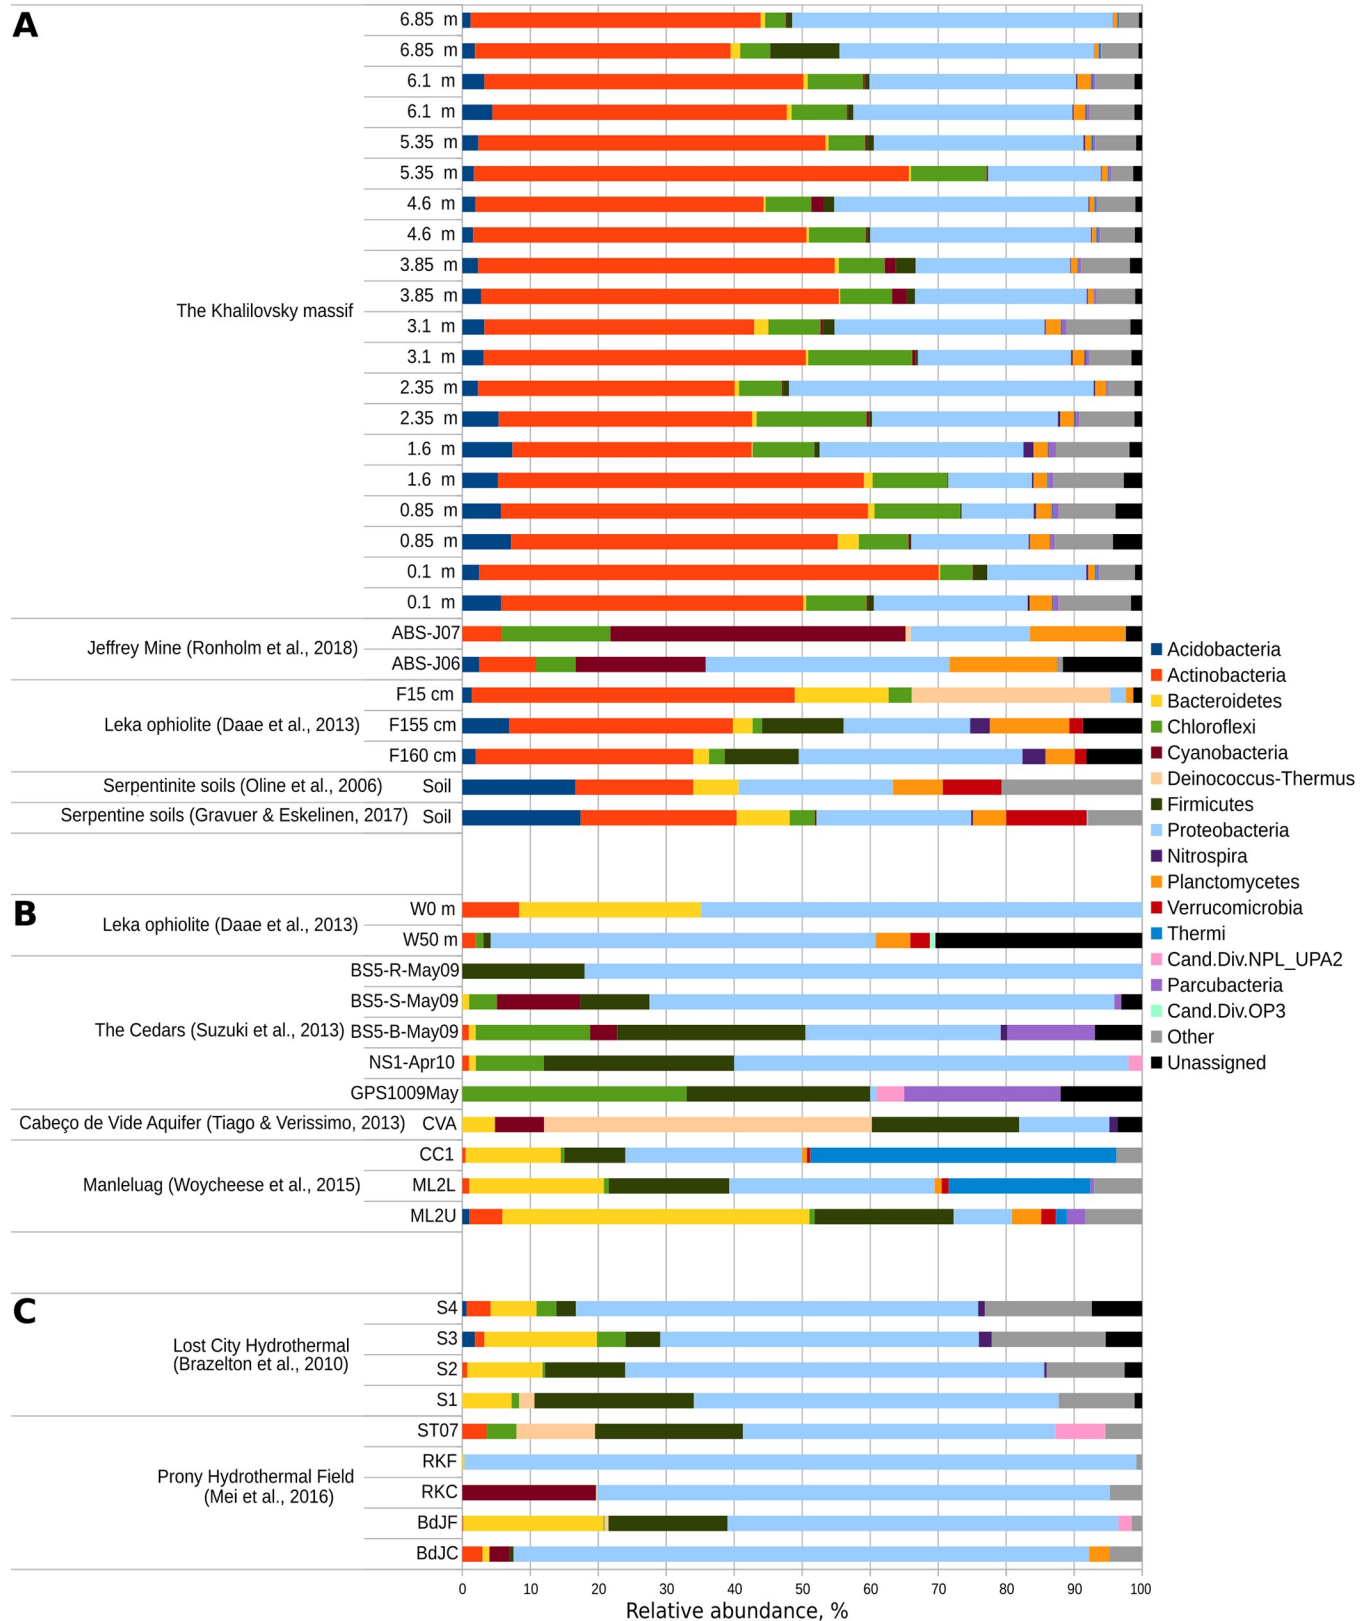 A
6.85 m
6.85 m
6.1 m
6.1 m
5.35 m
5.35 m
4.6 m
4.6 m
3.85 m
3.85 m
The Khalilovsky massif
3.1 m
3.1 m
2.35 m
2.35 m
1.6 m
1.6 m
0.85 m
0.85 m
0.1 m
0.1 m
Jeffrey Mine (Ronholm et al., 2018)
ABS-J07
ABS-J06
Leka ophiolite (Daae et al., 2013)
F15 cm
F155 cm
F160 cm
Serpentinite soils (Oline et al., 2006) Soil
Serpentine soils (Gravuer & Eskelinen, 2017) Soil
Acidobacteria
Actinobacteria
Bacteroidetes
Chloroflexi
Cyanobacteria
Deinococcus-Thermus
Firmicutes
Proteobacteria
Nitrospira
Planctomycetes
Verrucomicrobia
Thermi
Cand.Div.NPL_UPA2
Parcubacteria
Cand.Div.OP3
Other
Unassigned
B
Leka ophiolite (Daae et al., 2013)
W0 m
W50 m
The Cedars (Suzuki et al., 2013)
BS5-R-May09
BS5-S-May09
BS5-B-May09
NS1-Apr10
GPS1009May
Cabeço de Vide Aquifer (Tiago & Verissimo, 2013) CVA
Manleluag (Woycheese et al., 2015)
CC1
ML2L
ML2U
C
Lost City Hydrothermal
(Brazelton et al., 2010)
S4
S3
S2
S1
Prony Hydrothermal Field
(Mei et al., 2016)
ST07
RKF
RKC
BdJF
BdJC
0 10 20 30 40 50 60 70 80 90 100
Relative abundance, %